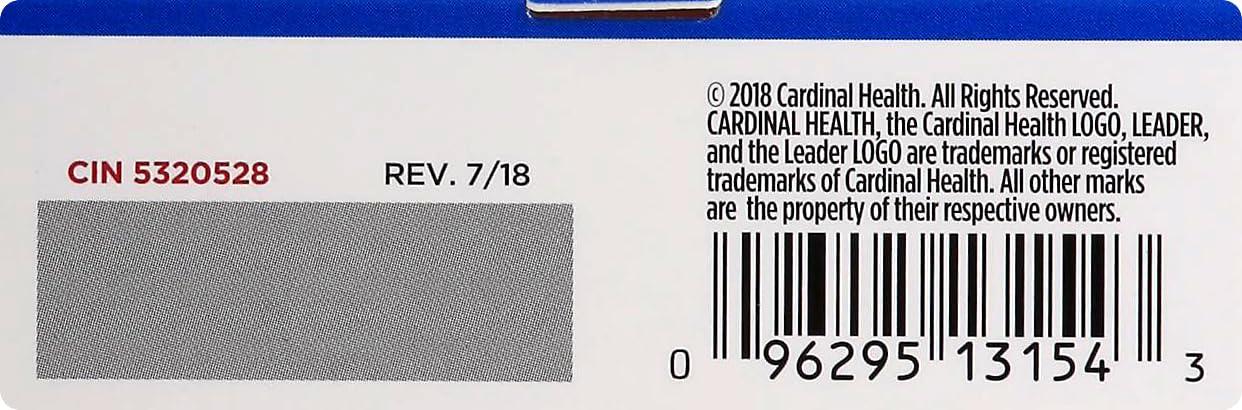 © 2018 Cardinal Health. All Rights Reserved.
CARDINAL HEALTH, the Cardinal Health LOGO, LEADER,
and the Leader LOGO are trademarks or registered
trademarks of Cardinal Health. All other marks
are the property of their respective owners.
CIN 5320528 REV. 7/18
0 96295 13154 3